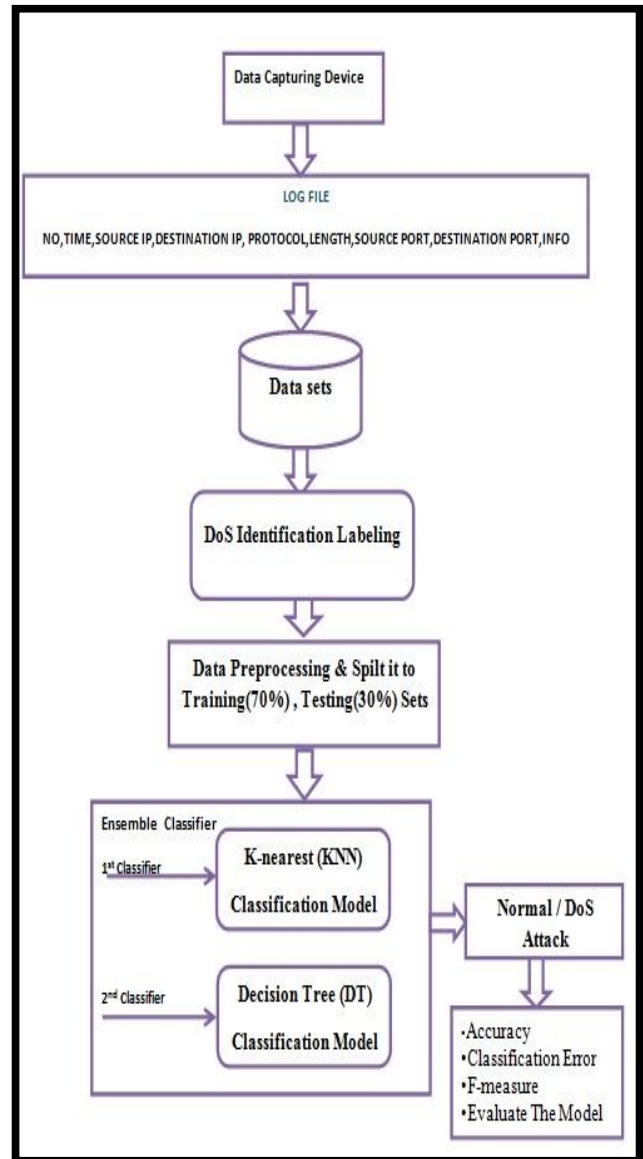 Data Capturing Device
LOG FILE
NO,TIME,SOURCE IP,DESTINATION IP, PROTOCOL,LENGTH,SOURCE PORT,DESTINATION PORT,INFO
Data sets
DoS Identification Labeling
Data Preprocessing & Spilt it to
Training(70%) , Testing(30%) Sets
Ensemble Classifier
1st Classifier
K-nearest (KNN)
Classification Model
2nd Classifier
Decision Tree (DT)
Classification Model
Normal / DoS
Attack
-Accuracy
•Classification Error
•F-measure
•Evaluate The Model